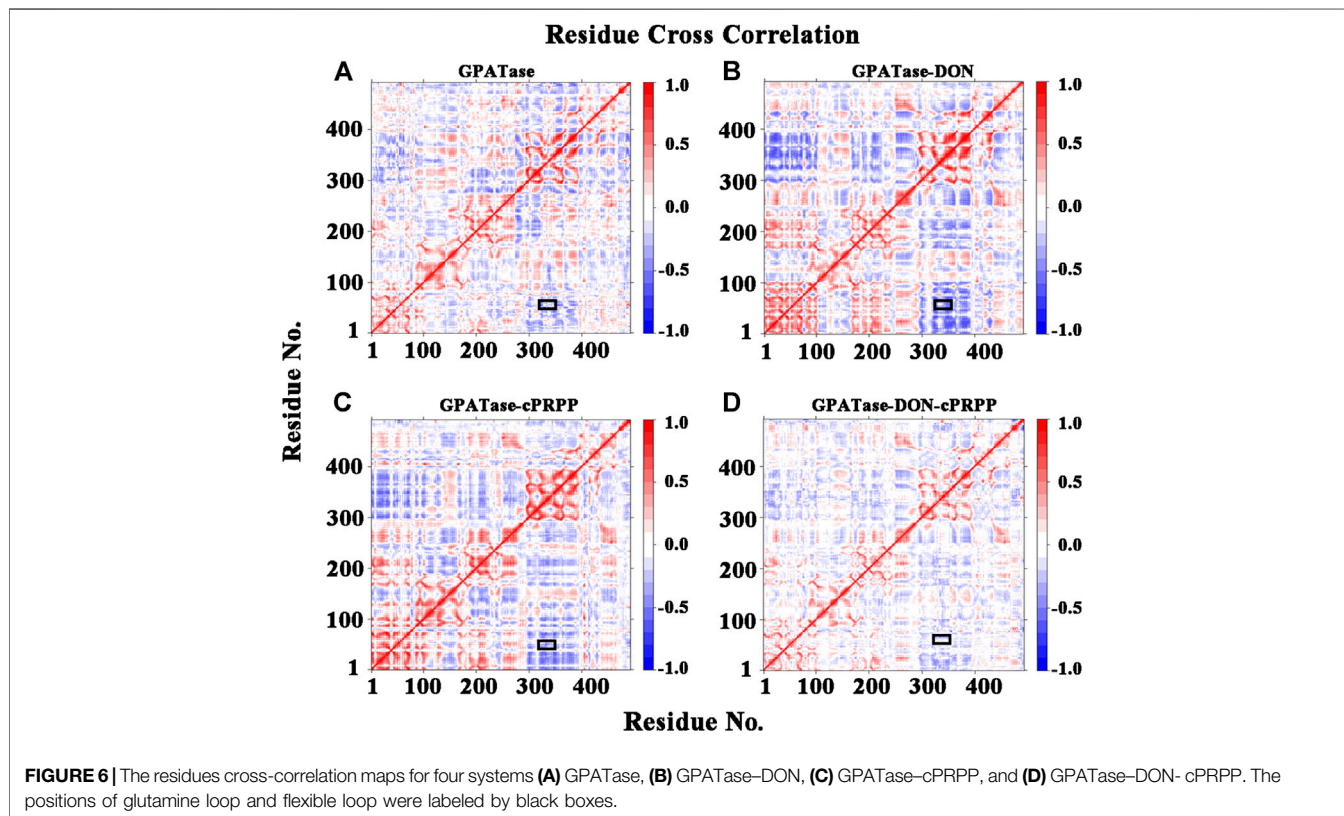 Residue Cross Correlation
A
GPATase
B
GPATase-DON
400
300
200
100
1
1 100 200 300 400
1.0
0.5
0.0
-0.5
-1.0
400
300
200
100
1
1 100 200 300 400
1.0
0.5
0.0
-0.5
-1.0
C
GPATase-cPRPP
D
GPATase-DON-cPRPP
400
300
200
100
1
1 100 200 300 400
1.0
0.5
0.0
-0.5
-1.0
400
300
200
100
1
1 100 200 300 400
1.0
0.5
0.0
-0.5
-1.0
Residue No.
Residue No.
FIGURE 6 | The residues cross-correlation maps for four systems (A) GPATase, (B) GPATase–DON, (C) GPATase–cPRPP, and (D) GPATase–DON- cPRPP. The
positions of glutamine loop and flexible loop were labeled by black boxes.